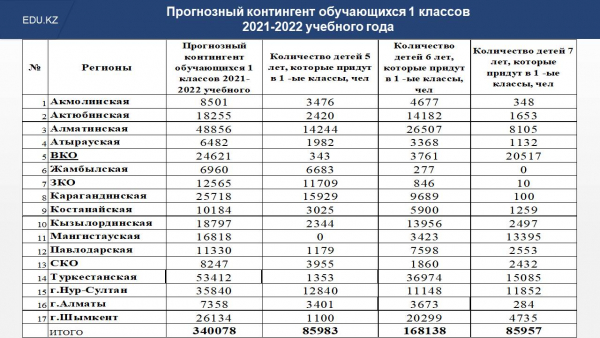 EDU.KZ
Прогнозный контингент обучающихся 1 классов
2021-2022 учебного года
№ Регионы Прогнозный контингент обучающихся 1 классов 2021-2022 учебного Количество детей 5 лет, которые придут в 1 -ые классы, чел Количество детей 6 лет, которые придут в 1 -ые классы, чел Количество детей 7 лет, которые придут в 1 -ые классы, чел
1 Акмолинская 8501 3476 4677 348
2 Актюбинская 18255 2420 14182 1653
3 Алматинская 48856 14244 26507 8105
4 Атырауская 6482 1982 3368 1132
5 ВКО 24621 343 3761 20517
6 Жамбылская 6960 6683 277 0
7 ЗКО 12565 11709 846 10
8 Карагандинская 25718 15929 9689 100
9 Костанайская 10184 3025 5900 1259
10 Кызылординская 18797 2344 13956 2497
11 Мангистауская 16818 0 3423 13395
12 Павлодарская 11330 1179 7598 2553
13 СКО 8247 3955 1860 2432
14 Туркестанская 53412 1353 36974 15085
15 г.Нур-Султан 35840 12840 11148 11852
16 г.Алматы 7358 3401 3673 284
17 г.Шымкент 26134 1100 20299 4735
ИТОГО 340078 85983 168138 85957